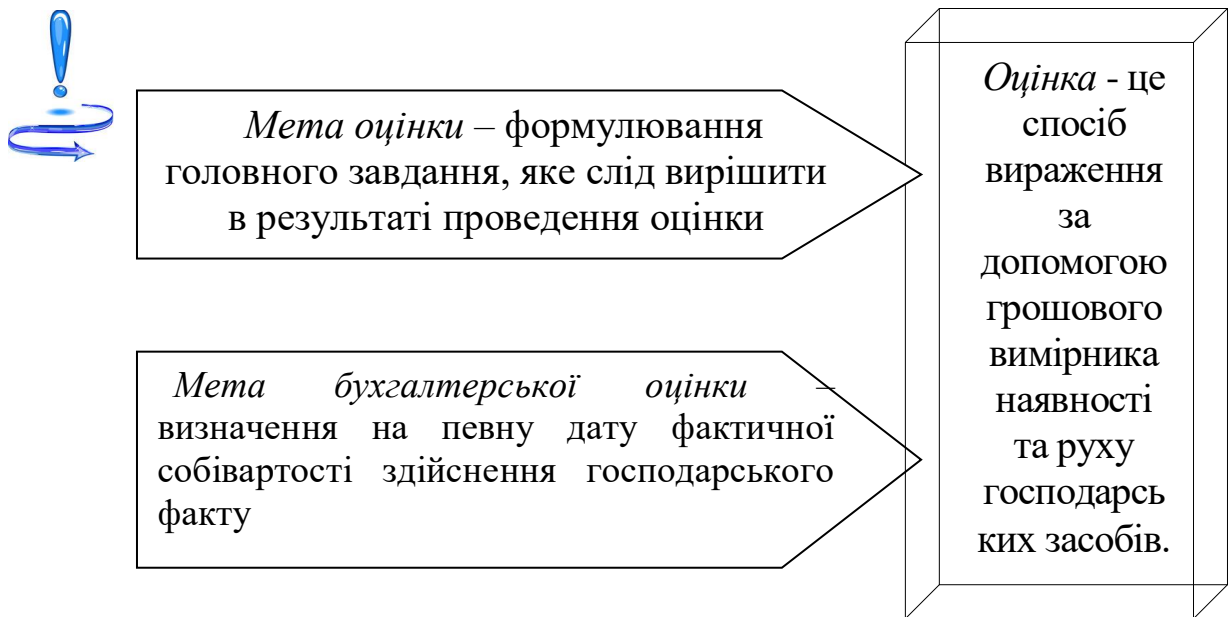 Мета оцінки – формулювання
головного завдання, яке слід вирішити
в результаті проведення оцінки
Мета бухгалтерської оцінки –
визначення на певну дату фактичної
собівартості здійснення господарського
факту
Оцінка - це
спосіб
вираження
за
допомогою
грошового
вимірника
наявності
та руху
господарсь
ких засобів.